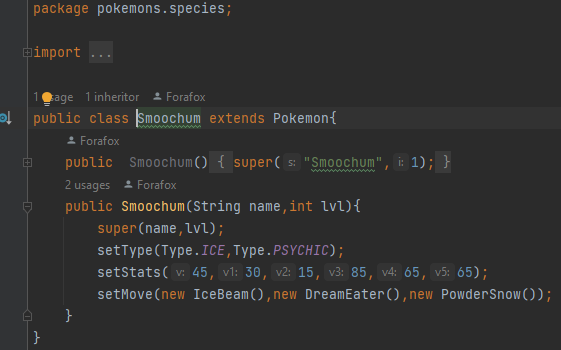 package pokemons.species;
import ...
1 usage 1 inheritor Forafox
public class Smoochum extends Pokemon{
Forafox
public Smoochum() { super( s: "Smoochum", i: 1); }
2 usages Forafox
public Smoochum(String name,int lvl){
super(name,lvl);
setType(Type.ICE,Type.PSYCHIC);
setStats( v: 45, v1: 30, v2: 15, v3: 85, v4: 65, v5: 65);
setMove(new IceBeam(),new DreamEater(),new PowderSnow());
}
}